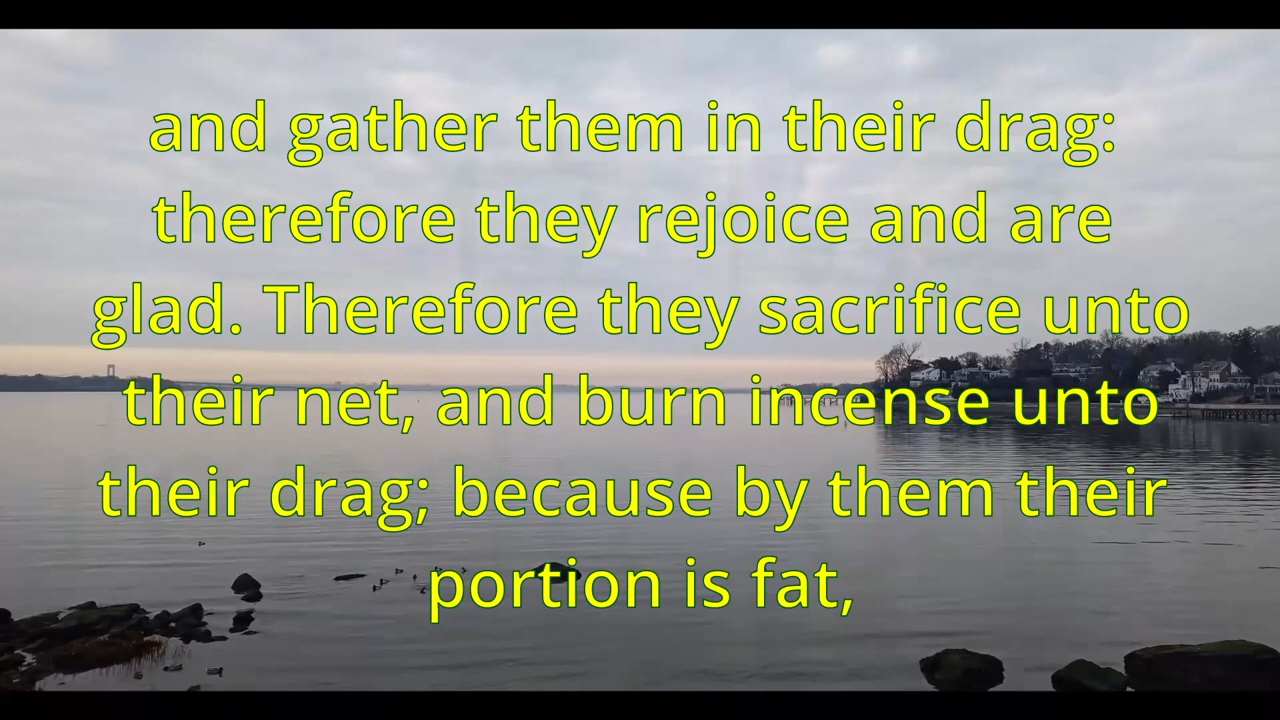 and gather them in their drag:
therefore they rejoice and are
glad. Therefore they sacrifice unto
their net, and burn incense unto
their drag; because by them their
portion is fat,